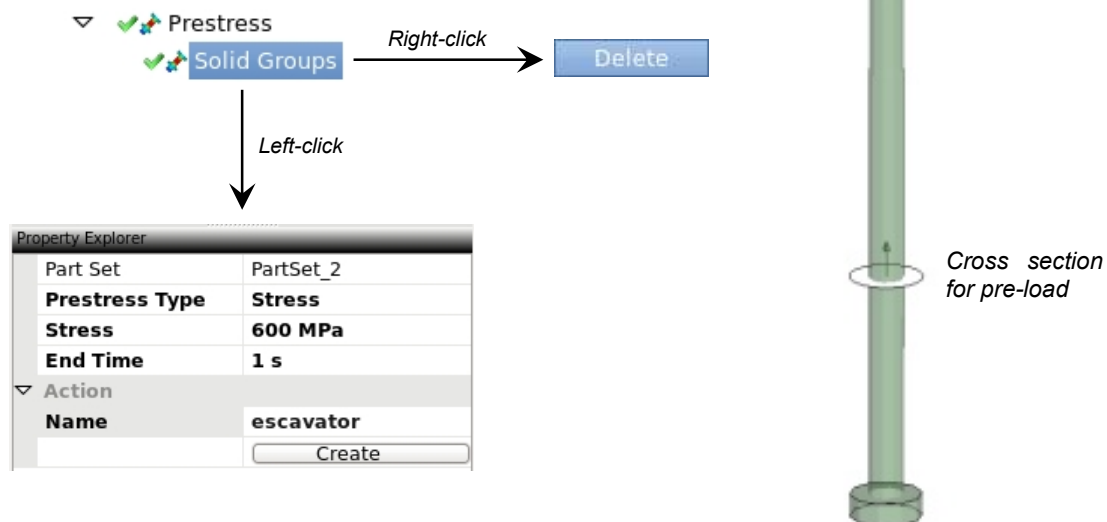 Prestress
Solid Groups
Right-click
Delete
Left-click
Property Explorer
Part Set PartSet_2
Prestress Type Stress
Stress 600 MPa
End Time 1 s
Action
Name escavator
Create
Cross section
for pre-load